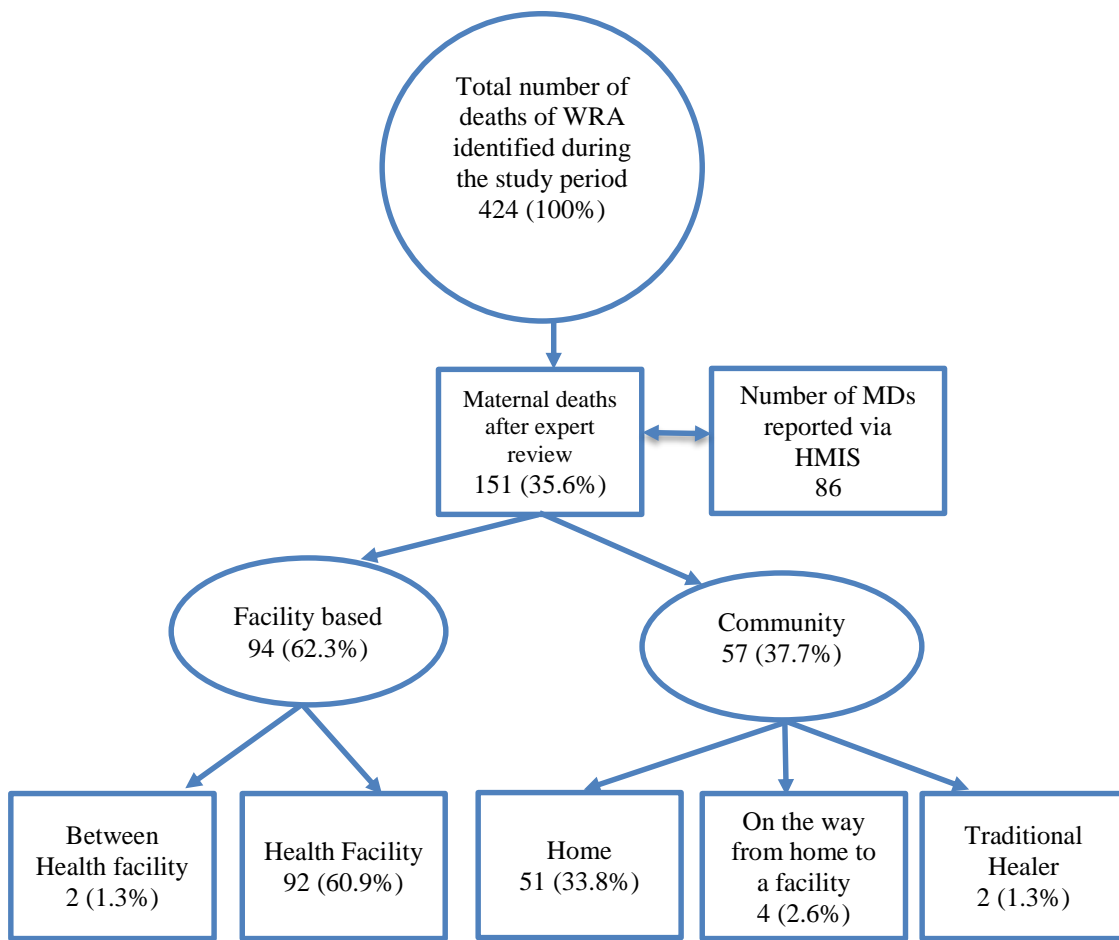 Total number of
deaths of WRA
identified during
the study period
424 (100%)
Maternal deaths
after expert
review
151 (35.6%)
Number of MDs
reported via
HMIS
86
Facility based
94 (62.3%)
Community
57 (37.7%)
Between
Health facility
2 (1.3%)
Health Facility
92 (60.9%)
Home
51 (33.8%)
On the way
from home to
a facility
4 (2.6%)
Traditional
Healer
2 (1.3%)